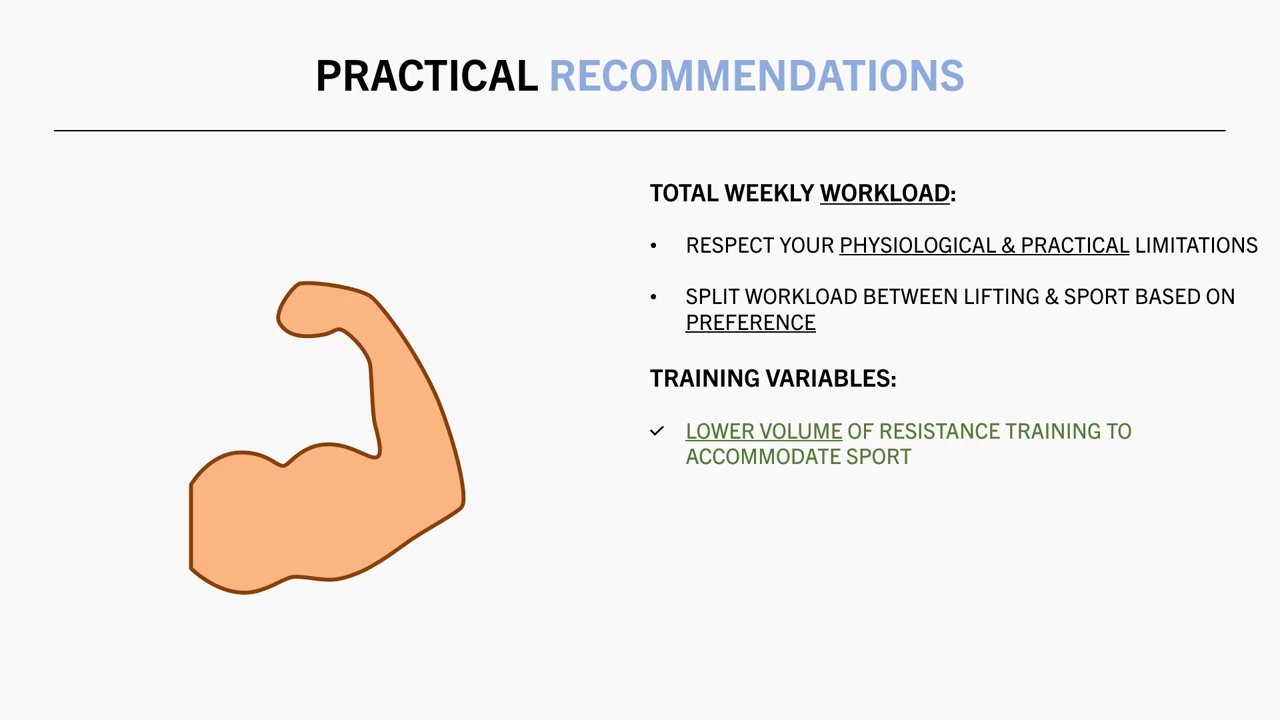 PRACTICAL RECOMMENDATIONS
TOTAL WEEKLY WORKLOAD:
• RESPECT YOUR PHYSIOLOGICAL & PRACTICAL LIMITATIONS
• SPLIT WORKLOAD BETWEEN LIFTING & SPORT BASED ON
PREFERENCE
TRAINING VARIABLES:
✓ LOWER VOLUME OF RESISTANCE TRAINING TO
ACCOMMODATE SPORT